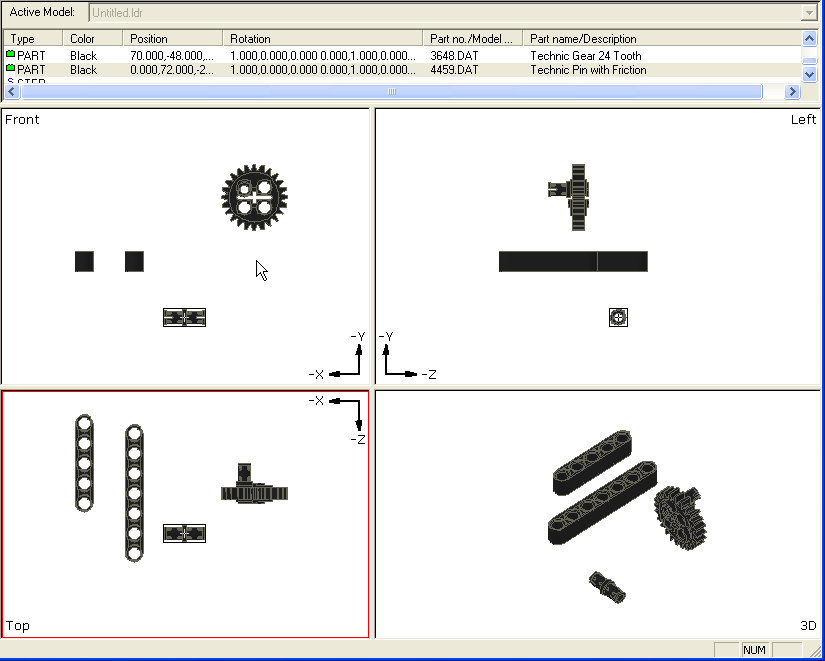 Active Model: Untitled.ldr
Type Color Position Rotation Part no./Model ... Part name/Description
PART Black 70.000,-48.000,... 1.000,0.000,0.000 0.000,1.000,0.000... 3648.DAT Technic Gear 24 Tooth
PART Black 0.000,72.000,-2... 1.000,0.000,0.000 0.000,1.000,0.000... 4459.DAT Technic Pin with Friction
Front Left
-Y -Y
-X -Z
-X
-Z
Top 3D
NUM